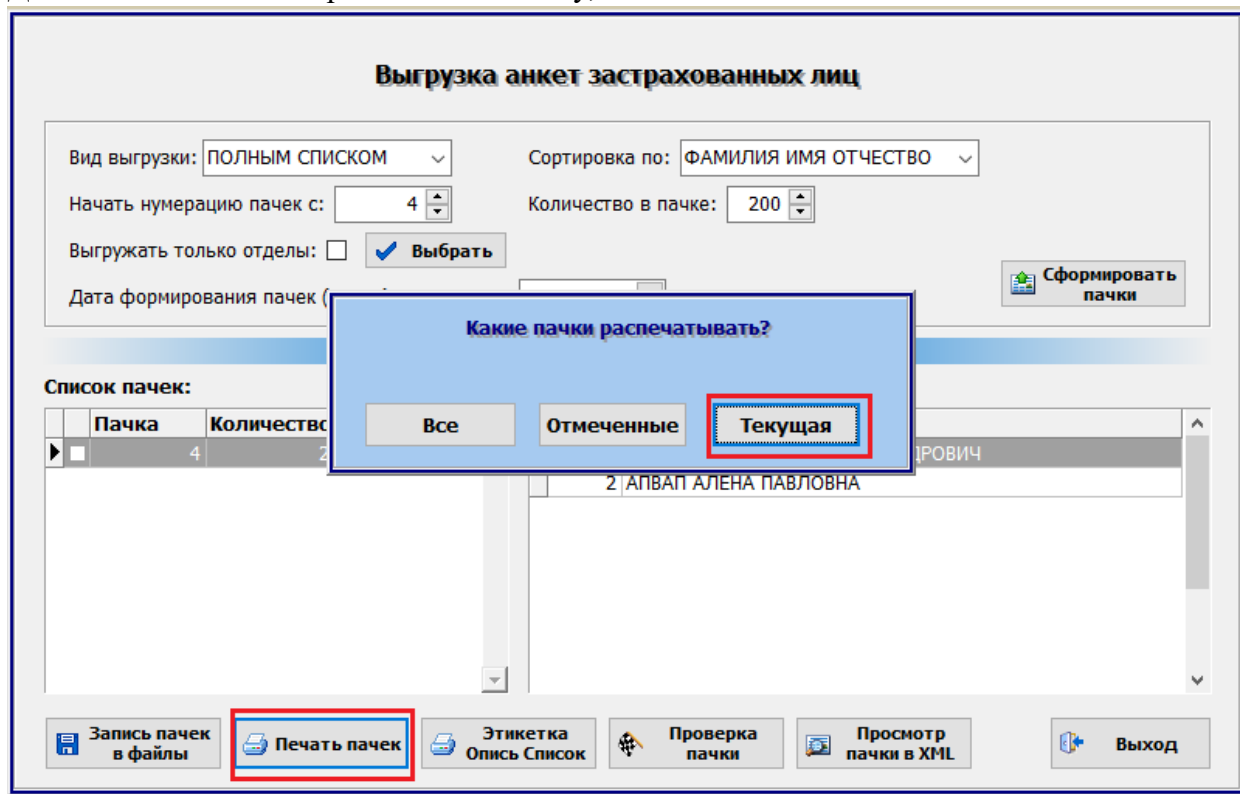 Выгрузка анкет застрахованных лиц
Вид выгрузки: ПОЛНЫМ СПИСКОМ Сортировка по: ФАМИЛИЯ ИМЯ ОТЧЕСТВО
Начать нумерацию пачек с: 4 Количество в пачке: 200
Выгружать только отделы: Выбрать
Дата формирования пачек (
Сформировать
пачки
Какие пачки распечатывать?
Все Отмеченные Текущая
Список пачек:
Пачка Количество
4 2
2 АПВАП АЛЕНА ПАВЛОВНА
Запись пачек
в файлы
Печать пачек
Этикетка
Опись Список
Проверка
пачки
Просмотр
пачки в XML
Выход